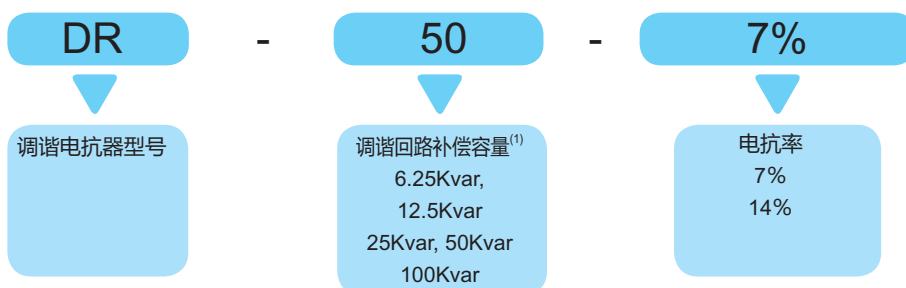 DR - 50 - 7%
调谐电抗器型号
调谐回路补偿容量(1)
6.25Kvar,
12.5Kvar
25Kvar, 50Kvar
100Kvar
电抗率
7%
14%